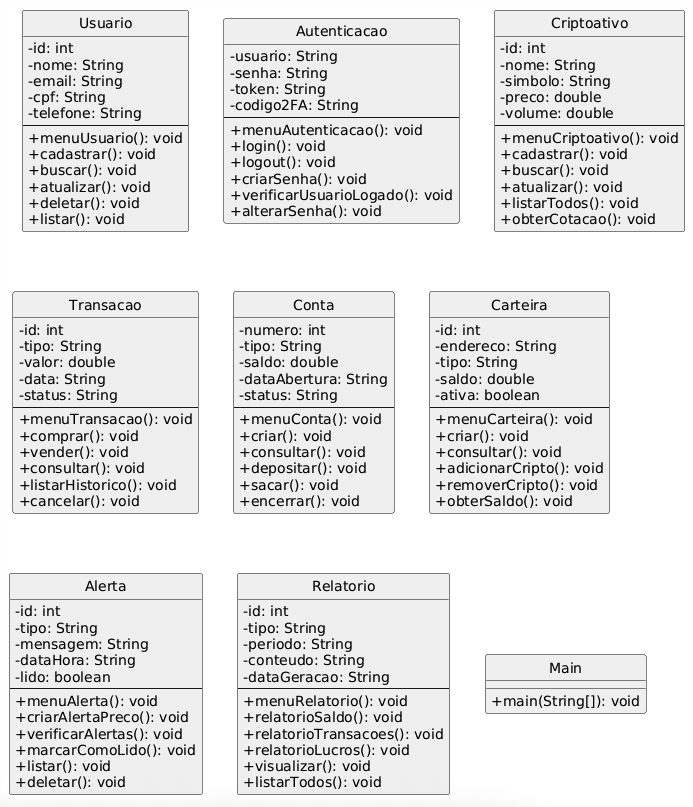 Usuario
-id: int
-nome: String
-email: String
-cpf: String
-telefone: String
+menuUsuario(): void
+cadastrar(): void
+buscar(): void
+atualizar(): void
+deletar(): void
+listar(): void
Autenticacao
-usuario: String
-senha: String
-token: String
-codigo2FA: String
+menuAutenticacao(): void
+login(): void
+logout(): void
+criarSenha(): void
+verificarUsuarioLogado(): void
+alterarSenha(): void
Criptoativo
-id: int
-nome: String
-simbolo: String
-preco: double
-volume: double
+menuCriptoativo(): void
+cadastrar(): void
+buscar(): void
+atualizar(): void
+listarTodos(): void
+obterCotacao(): void
Transacao
-id: int
-tipo: String
-valor: double
-data: String
-status: String
+menuTransacao(): void
+comprar(): void
+vender(): void
+consultar(): void
+listarHistorico(): void
+cancelar(): void
Conta
-numero: int
-tipo: String
-saldo: double
-dataAbertura: String
-status: String
+menuConta(): void
+criar(): void
+consultar(): void
+depositar(): void
+sacar(): void
+encerrar(): void
Carteira
-id: int
-endereco: String
-tipo: String
-saldo: double
-ativa: boolean
+menuCarteira(): void
+criar(): void
+consultar(): void
+adicionarCripto(): void
+removerCripto(): void
+obterSaldo(): void
Alerta
-id: int
-tipo: String
-mensagem: String
-dataHora: String
-lido: boolean
+menuAlerta(): void
+criarAlertaPreco(): void
+verificarAlertas(): void
+marcarComoLido(): void
+listar(): void
+deletar(): void
Relatorio
-id: int
-tipo: String
-periodo: String
-conteudo: String
-dataGeracao: String
+menuRelatorio(): void
+relatorioSaldo(): void
+relatorioTransacoes(): void
+relatorioLucros(): void
+visualizar(): void
+listarTodos(): void
Main
+main(String[]): void